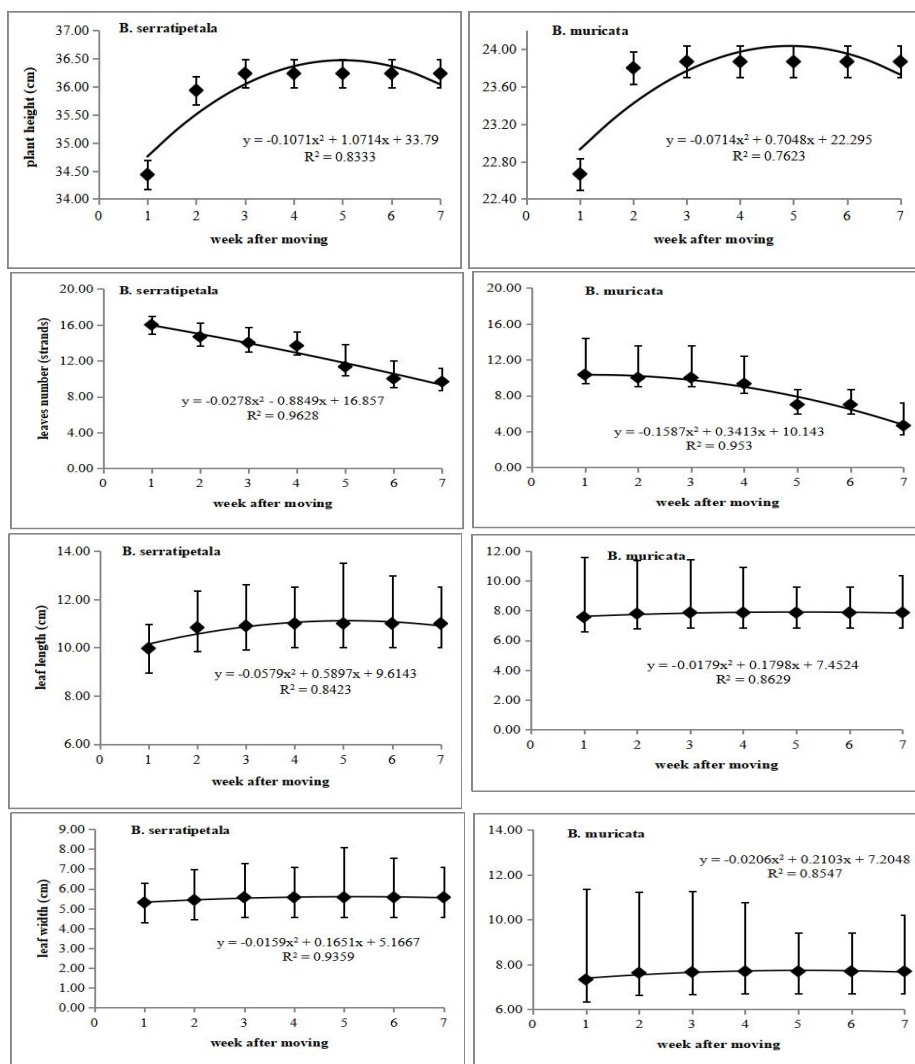 B. serratipetala
37.00
36.50
36.00
35.50
35.00
34.50
34.00
plant height (cm)
y = -0.1071x² + 1.0714x + 33.79
R² = 0.8333
0 1 2 3 4 5 6 7
week after moving
B. muricata
24.00
23.60
23.20
22.80
22.40
y = -0.0714x² + 0.7048x + 22.295
R² = 0.7623
0 1 2 3 4 5 6 7
week after moving
B. serratipetala
20.00
16.00
12.00
8.00
4.00
0.00
leaves number (strands)
y = -0.0278x² - 0.8849x + 16.857
R² = 0.9628
0 1 2 3 4 5 6 7
week after moving
B. muricata
20.00
16.00
12.00
8.00
4.00
0.00
y = -0.1587x² + 0.3413x + 10.143
R² = 0.953
0 1 2 3 4 5 6 7
week after moving
B. serratipetala
14.00
12.00
10.00
8.00
6.00
leaf length (cm)
y = -0.0579x² + 0.5897x + 9.6143
R² = 0.8423
0 1 2 3 4 5 6 7
week after moving
B. muricata
12.00
10.00
8.00
6.00
4.00
2.00
0.00
y = -0.0179x² + 0.1798x + 7.4524
R² = 0.8629
0 1 2 3 4 5 6 7
week after moving
B. serratipetala
9.00
8.00
7.00
6.00
5.00
4.00
3.00
2.00
1.00
0.00
leaf width (cm)
y = -0.0159x² + 0.1651x + 5.1667
R² = 0.9359
0 1 2 3 4 5 6 7
week after moving
B. muricata
14.00
12.00
10.00
8.00
6.00
y = -0.0206x² + 0.2103x + 7.2048
R² = 0.8547
0 1 2 3 4 5 6 7
week after moving